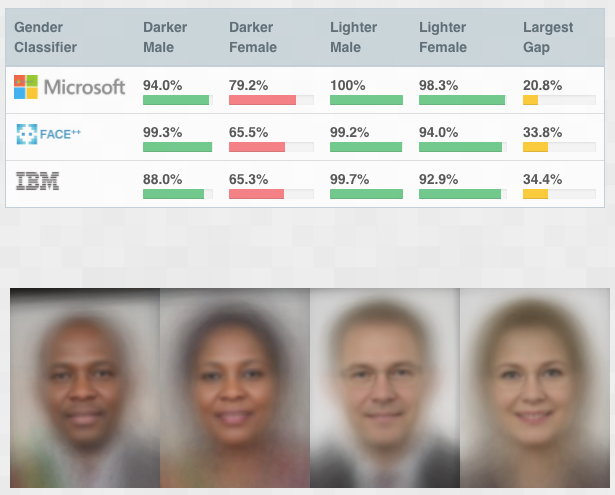 Gender Classifier Darker Male Darker Female Lighter Male Lighter Female Largest Gap
Microsoft 94.0% 79.2% 100% 98.3% 20.8%
FACE++ 99.3% 65.5% 99.2% 94.0% 33.8%
IBM 88.0% 65.3% 99.7% 92.9% 34.4%